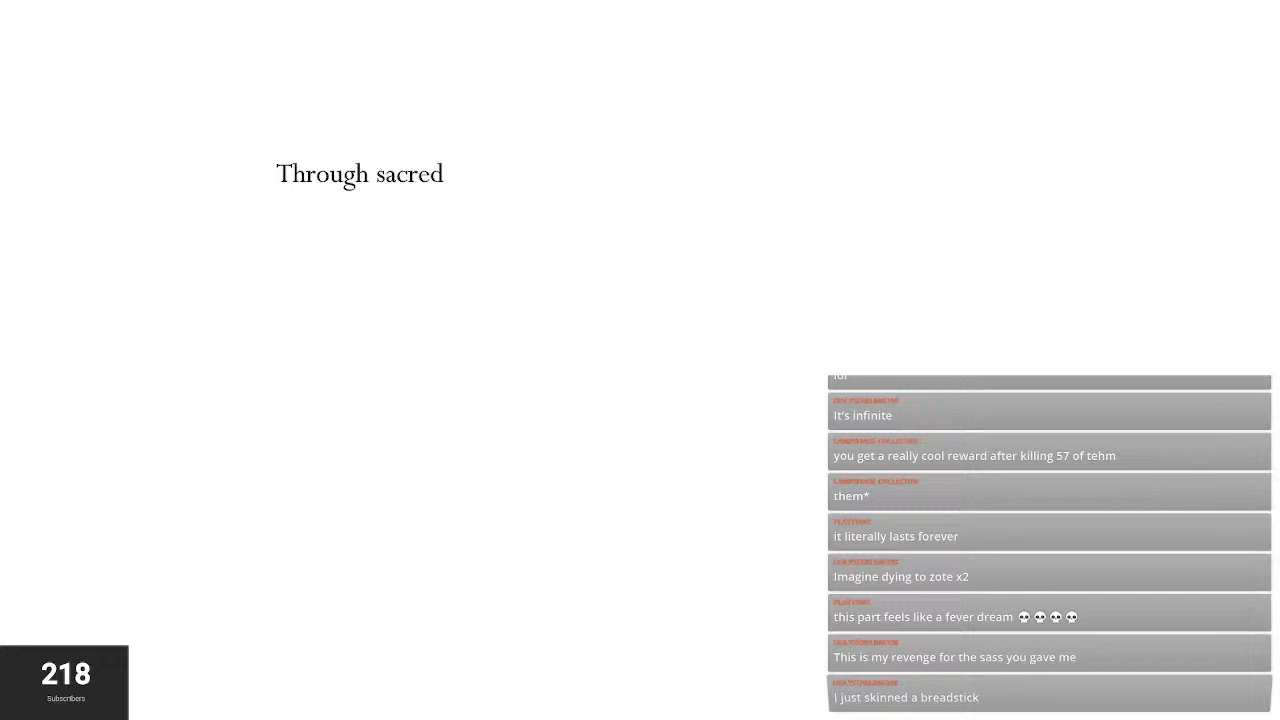 Through sacred
It's infinite
you get a really cool reward after killing 57 of tehm
them*
it literally lasts forever
Imagine dying to zote x2
this part feels like a fever dream 💀 💀 💀 💀
This is my revenge for the sass you gave me
I just skinned a breadstick
218
Subscribers